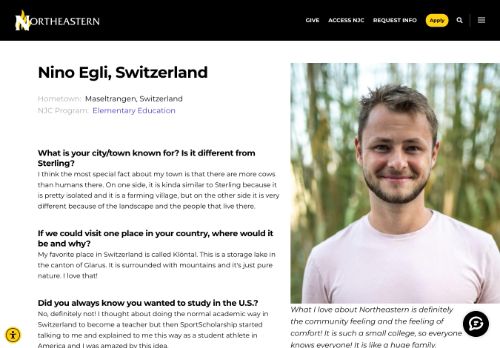 NORTHEASTERN
GIVE ACCESS NJC REQUEST INFO Apply
Nino Egli, Switzerland
Hometown: Maseltrangen, Switzerland
NJC Program: Elementary Education
What is your city/town known for? Is it different from
Sterling?
I think the most special fact about my town is that there are more cows
than humans there. On one side, it is kinda similar to Sterling because it
is pretty isolated and it is a farming village, but on the other side it is very
different because of the landscape and the people that live there.
If we could visit one place in your country, where would it
be and why?
My favorite place in Switzerland is called Klöntal. This is a storage lake in
the canton of Glarus. It is surrounded with mountains and it's just pure
nature. I love that!
Did you always know you wanted to study in the U.S.?
No, definitely not! I thought about doing the normal academic way in
Switzerland to become a teacher but then SportScholarship started
talking to me and explained to me this way as a student athlete in
America and I was amazed by this idea.
What I love about Northeastern is definitely
the community feeling and the feeling of
comfort! It is such a small college, so everyone
knows everyone! It is like a huge family.